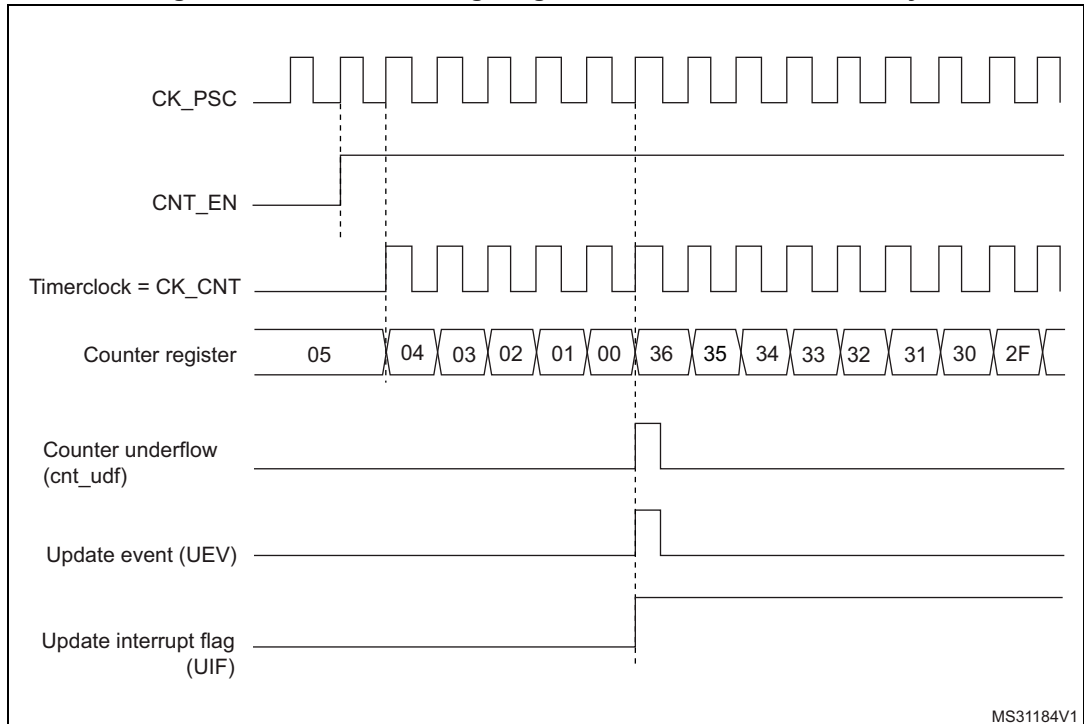 CK_PSC
CNT_EN
Timerclock = CK_CNT
Counter register 05 04 03 02 01 00 36 35 34 33 32 31 30 2F
Counter underflow
(cnt_udf)
Update event (UEV)
Update interrupt flag
(UIF)
MS31184V1